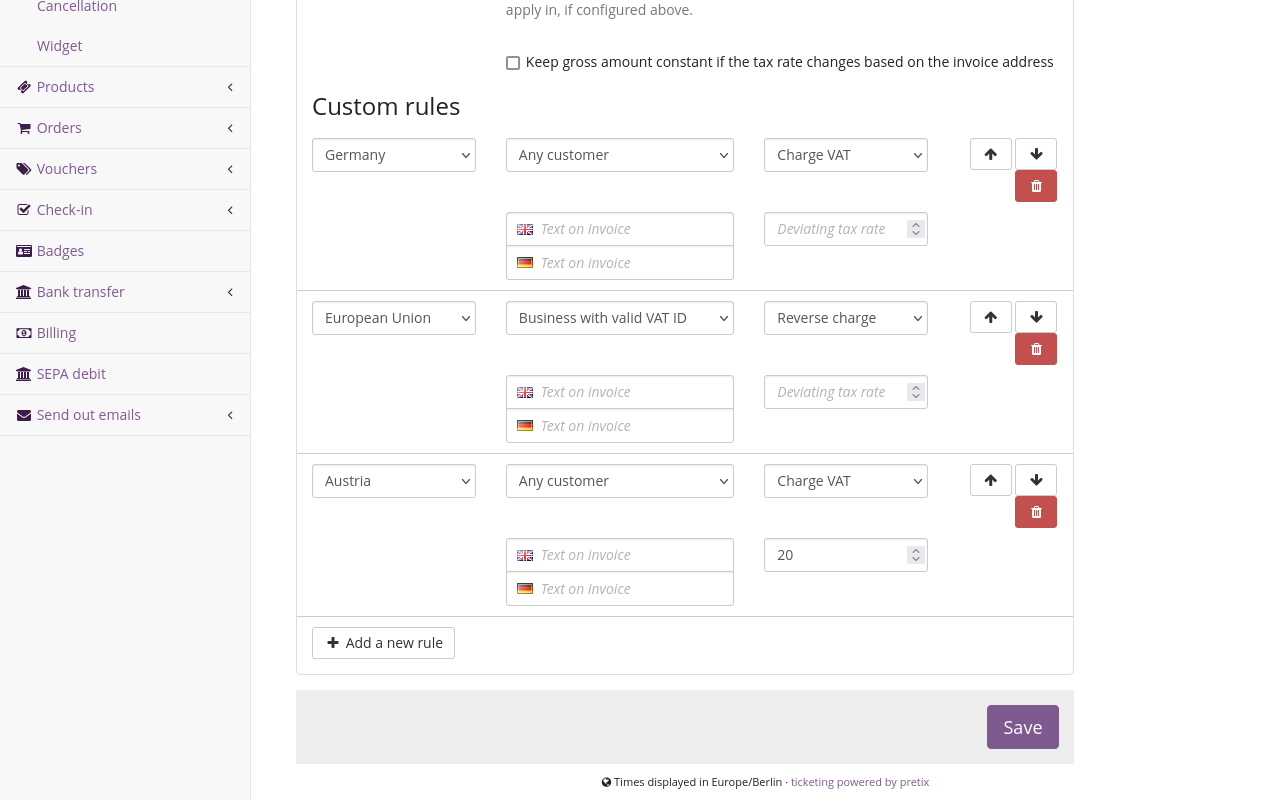 Cancellation
Widget
Products
Orders
Vouchers
Check-in
Badges
Bank transfer
Billing
SEPA debit
Send out emails
apply in, if configured above.
Keep gross amount constant if the tax rate changes based on the invoice address
Custom rules
Germany
Any customer
Charge VAT
Text on invoice
Deviating tax rate
Text on invoice
European Union
Business with valid VAT ID
Reverse charge
Text on invoice
Deviating tax rate
Text on invoice
Austria
Any customer
Charge VAT
Text on invoice
20
Text on invoice
Add a new rule
Save
Times displayed in Europe/Berlin · ticketing powered by pretix